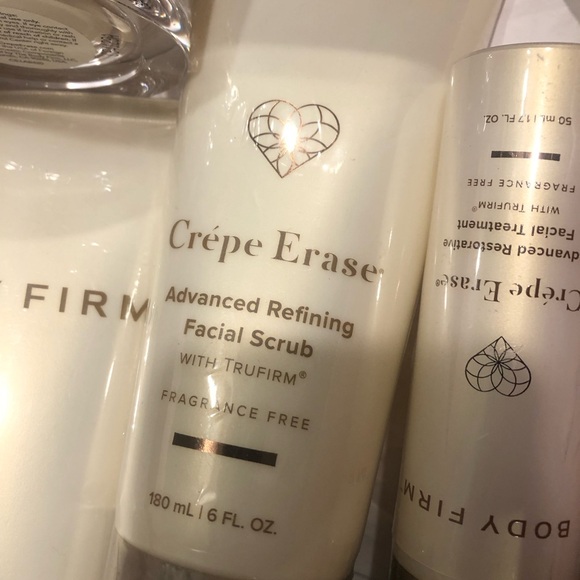 FIRM
Crépe Erase®
Advanced Refining
Facial Scrub
WITH TRUFIRM®
FRAGRANCE FREE
180 mL | 6 FL. OZ.
BODY FIRM
Crépe Erase®
Advanced Restorative
Facial Treatment
WITH TRUFIRM®
FRAGRANCE FREE
50 mL | 1.7 FL. OZ.